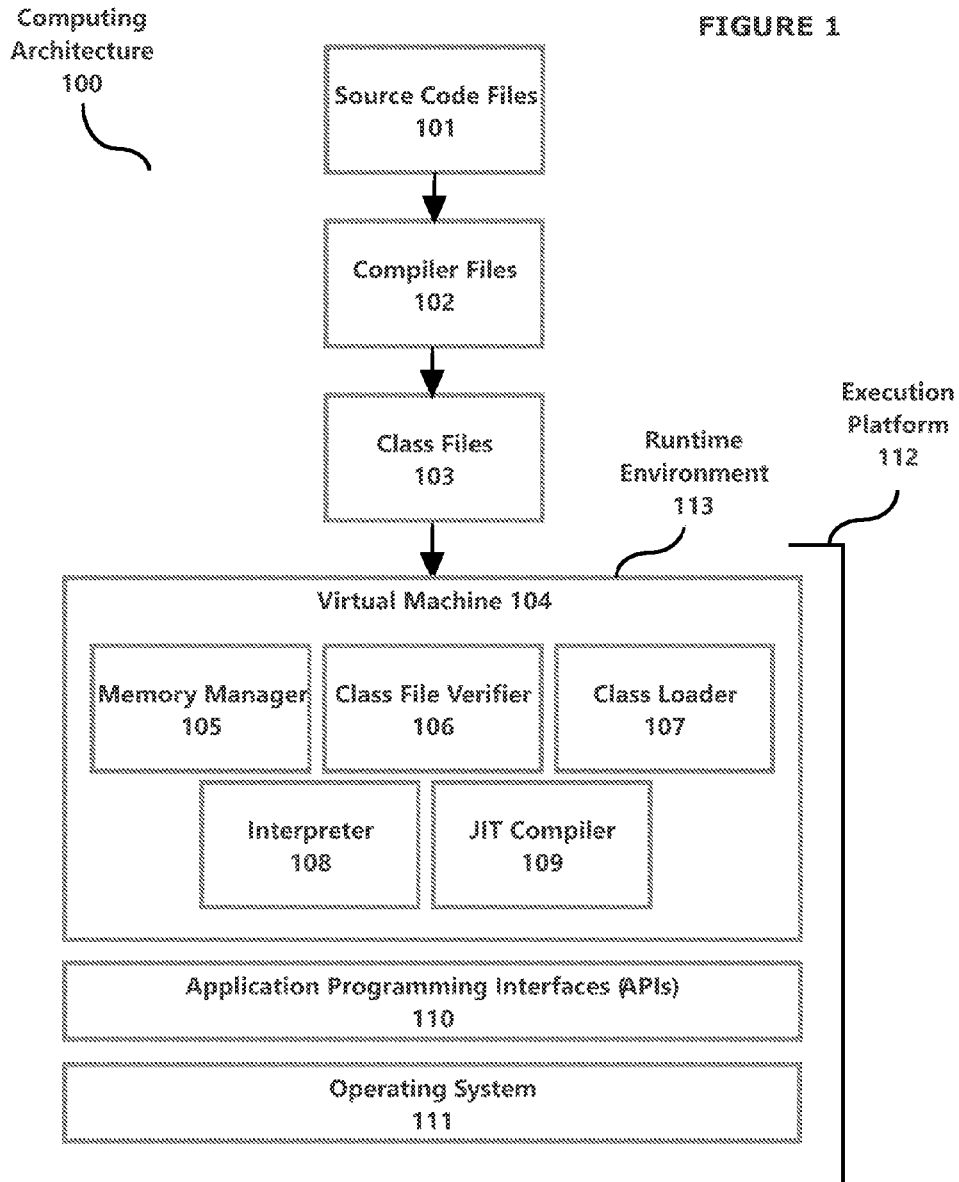 Computing
Architecture
100
FIGURE 1
Source Code Files
101
Compiler Files
102
Class Files
103
Runtime
Environment
113
Execution
Platform
112
Virtual Machine 104
Memory Manager
105
Class File Verifier
106
Class Loader
107
Interpreter
108
JIT Compiler
109
Application Programming Interfaces (APIs)
110
Operating System
111